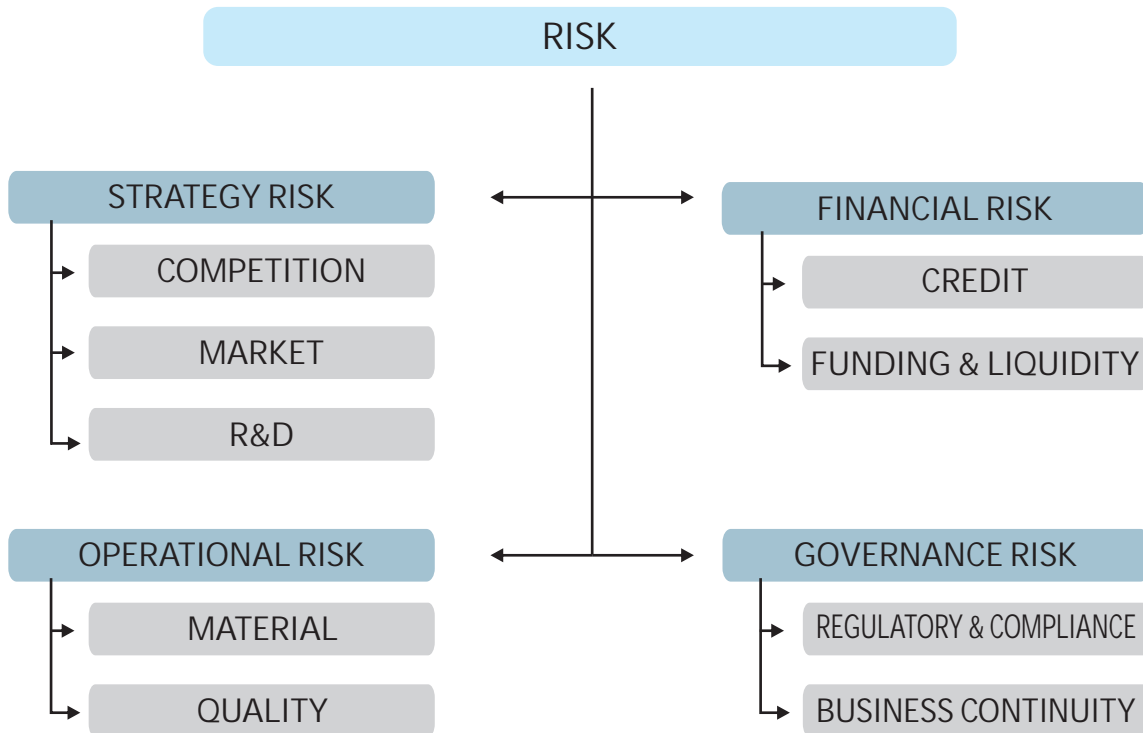 RISK
STRATEGY RISK
COMPETITION
MARKET
R&D
FINANCIAL RISK
CREDIT
FUNDING & LIQUIDITY
OPERATIONAL RISK
MATERIAL
QUALITY
GOVERNANCE RISK
REGULATORY & COMPLIANCE
BUSINESS CONTINUITY